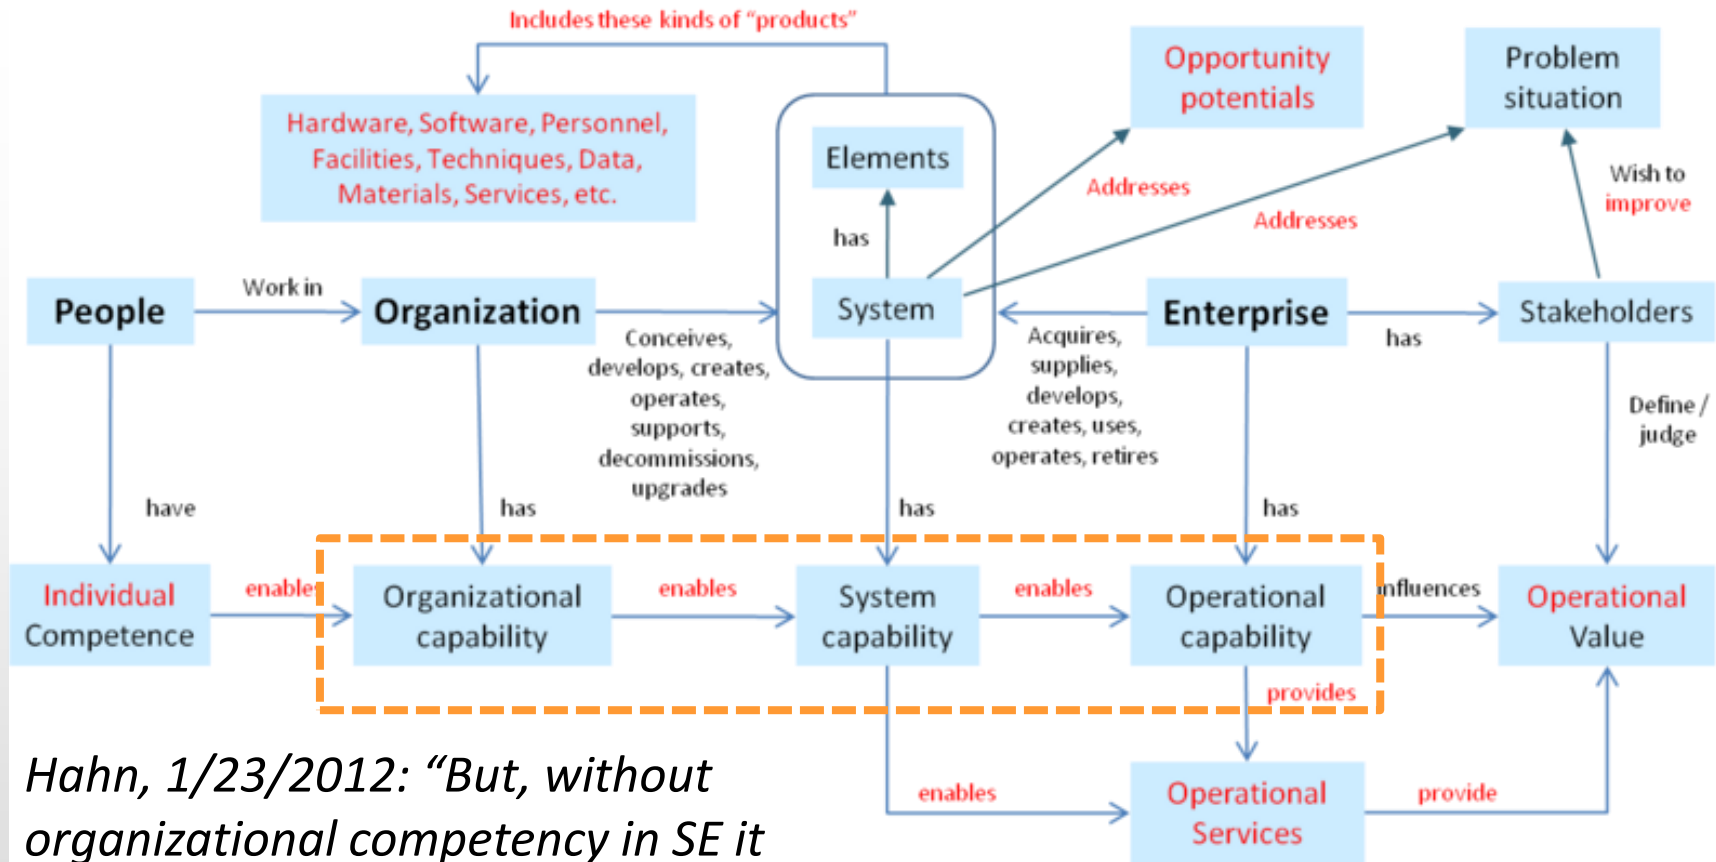 Includes these kinds of “products”
Opportunity
potentials
Problem
situation
Hardware, Software, Personnel,
Facilities, Techniques, Data,
Materials, Services, etc.
Elements
Addresses
Addresses
Wish to
improve
has
People
Work in
Organization
System
Enterprise
has
Stakeholders
Conceives,
develops, creates,
operates,
supports,
decommissions,
upgrades
Acquires,
supplies,
develops,
creates, uses,
operates, retires
Define /
judge
have
has
has
has
Individual
Competence
enables
Organizational
capability
enables
System
capability
enables
Operational
capability
influences
Operational
Value
provides
Hahn, 1/23/2012: “But, without
organizational competency in SE it
enables
Operational
Services
provide